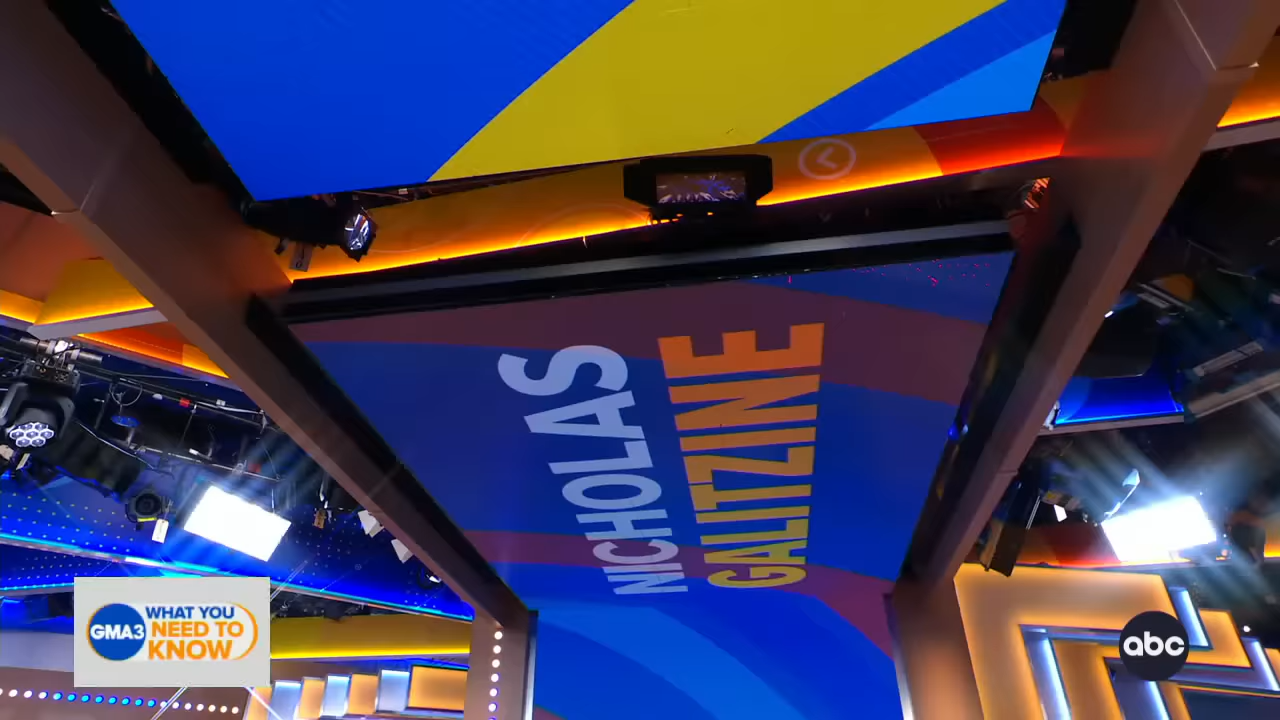 NICHOLAS
GALITZINE
GMA3
WHAT YOU
NEED TO
KNOW
abc